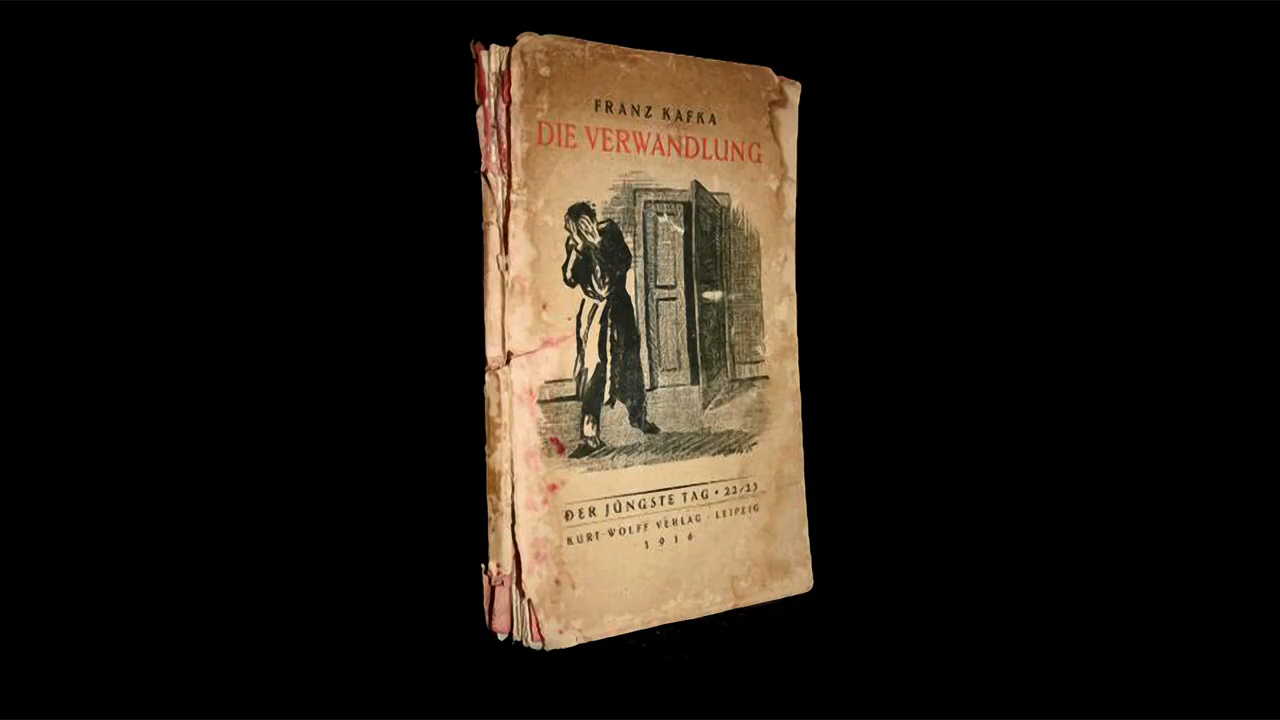 FRANZ KAFKA
DIE VERWANDLUNG
DER JÜNGSTE TAG • 22/23
KURT WOLFF VERLAG · LEIPZIG
1916